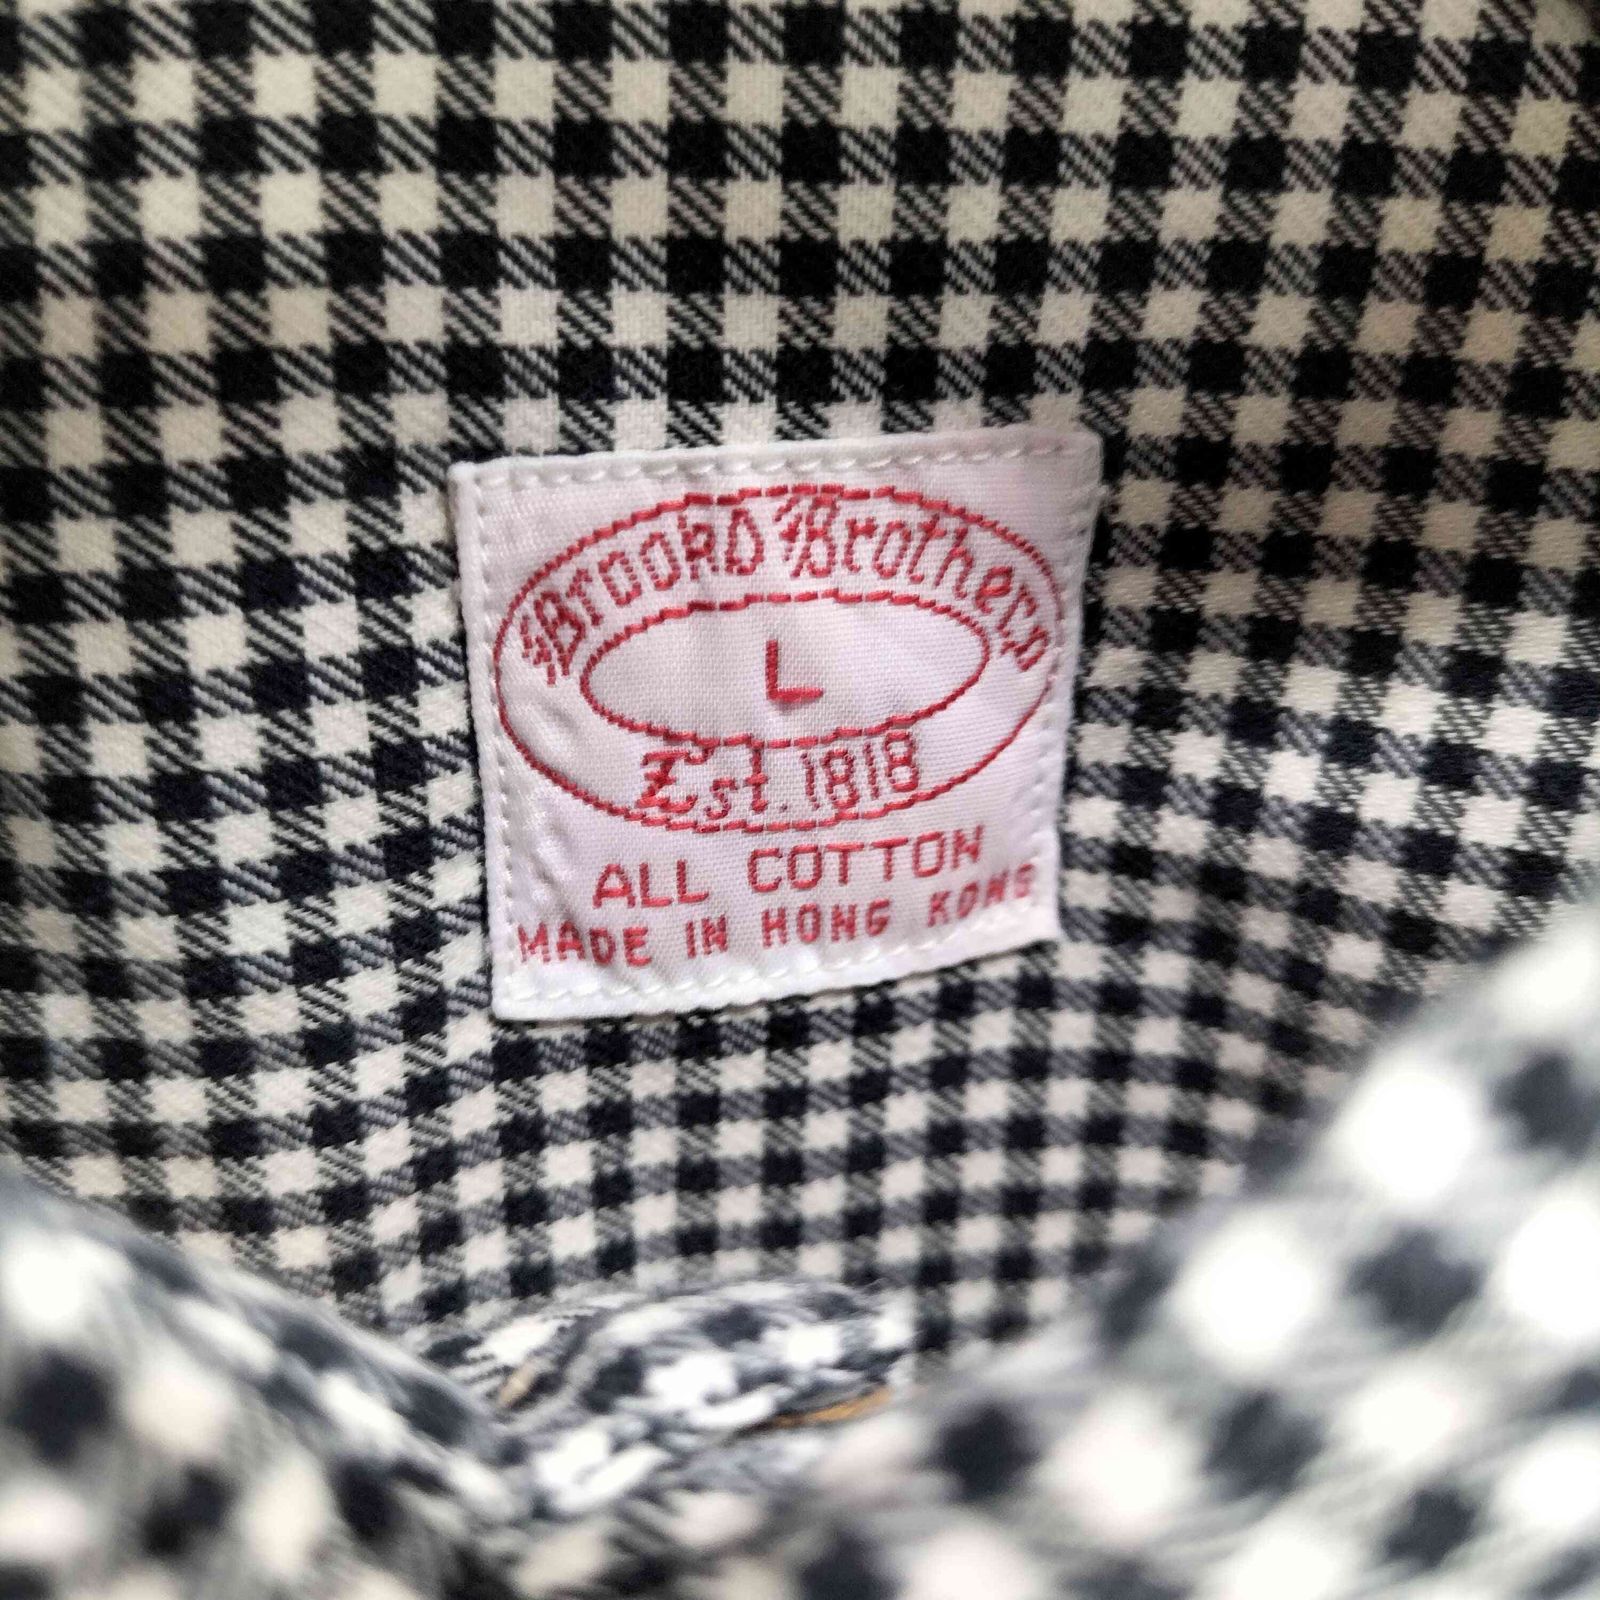 Brooks Brothers
L
Est. 1818
ALL COTTON
MADE IN HONG KONG